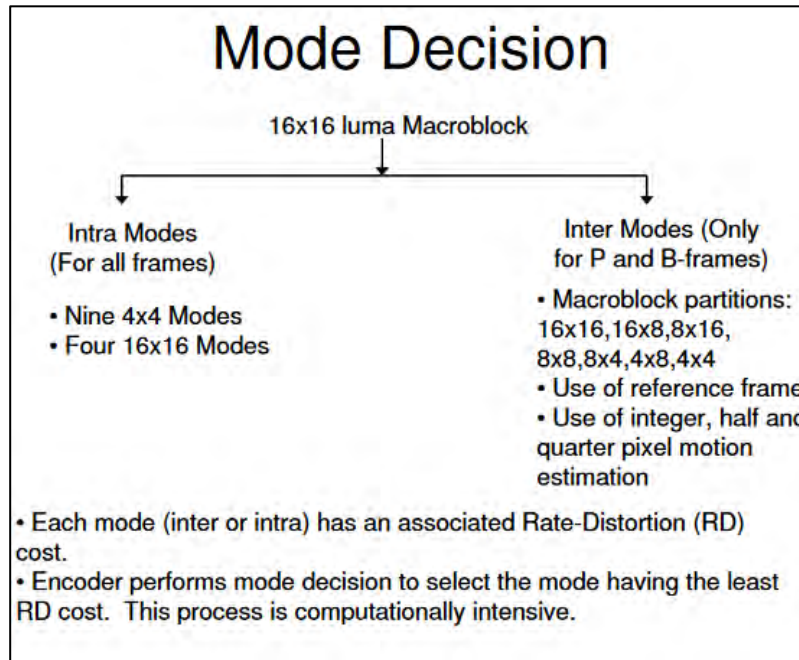 Mode Decision
16x16 luma Macroblock
Intra Modes
(For all frames)
• Nine 4x4 Modes
• Four 16x16 Modes
Inter Modes (Only
for P and B-frames)
• Macroblock partitions:
16x16,16x8,8x16,
8x8,8x4,4x8,4x4
• Use of reference frame
• Use of integer, half and
quarter pixel motion
estimation
• Each mode (inter or intra) has an associated Rate-Distortion (RD)
cost.
• Encoder performs mode decision to select the mode having the least
RD cost.  This process is computationally intensive.